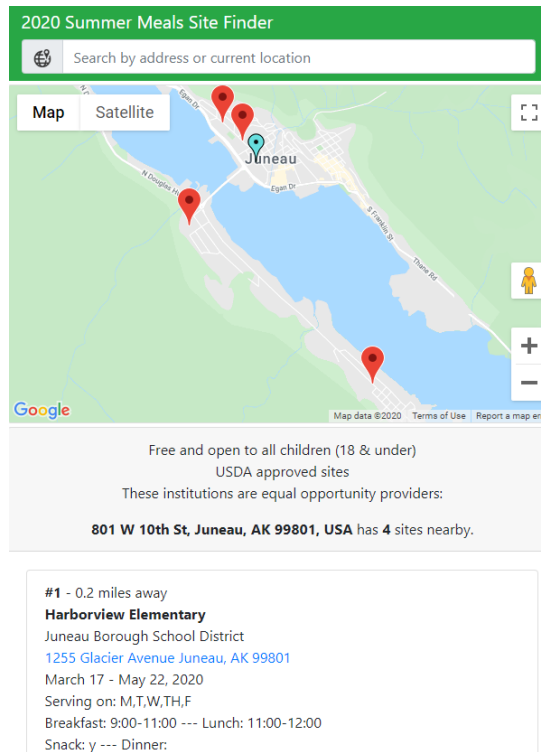 2020 Summer Meals Site Finder
Search by address or current location
Map Satellite
Egan Dr
Juneau
N Douglas Hi
Egan Dr
S Franklin St
Thane Rd
Google
Map data ©2020 Terms of Use Report a map er
Free and open to all children (18 & under)
USDA approved sites
These institutions are equal opportunity providers:
801 W 10th St, Juneau, AK 99801, USA has 4 sites nearby.
#1 - 0.2 miles away
Harborview Elementary
Juneau Borough School District
1255 Glacier Avenue Juneau, AK 99801
March 17 - May 22, 2020
Serving on: M,T,W,TH,F
Breakfast: 9:00-11:00 --- Lunch: 11:00-12:00
Snack: y --- Dinner: